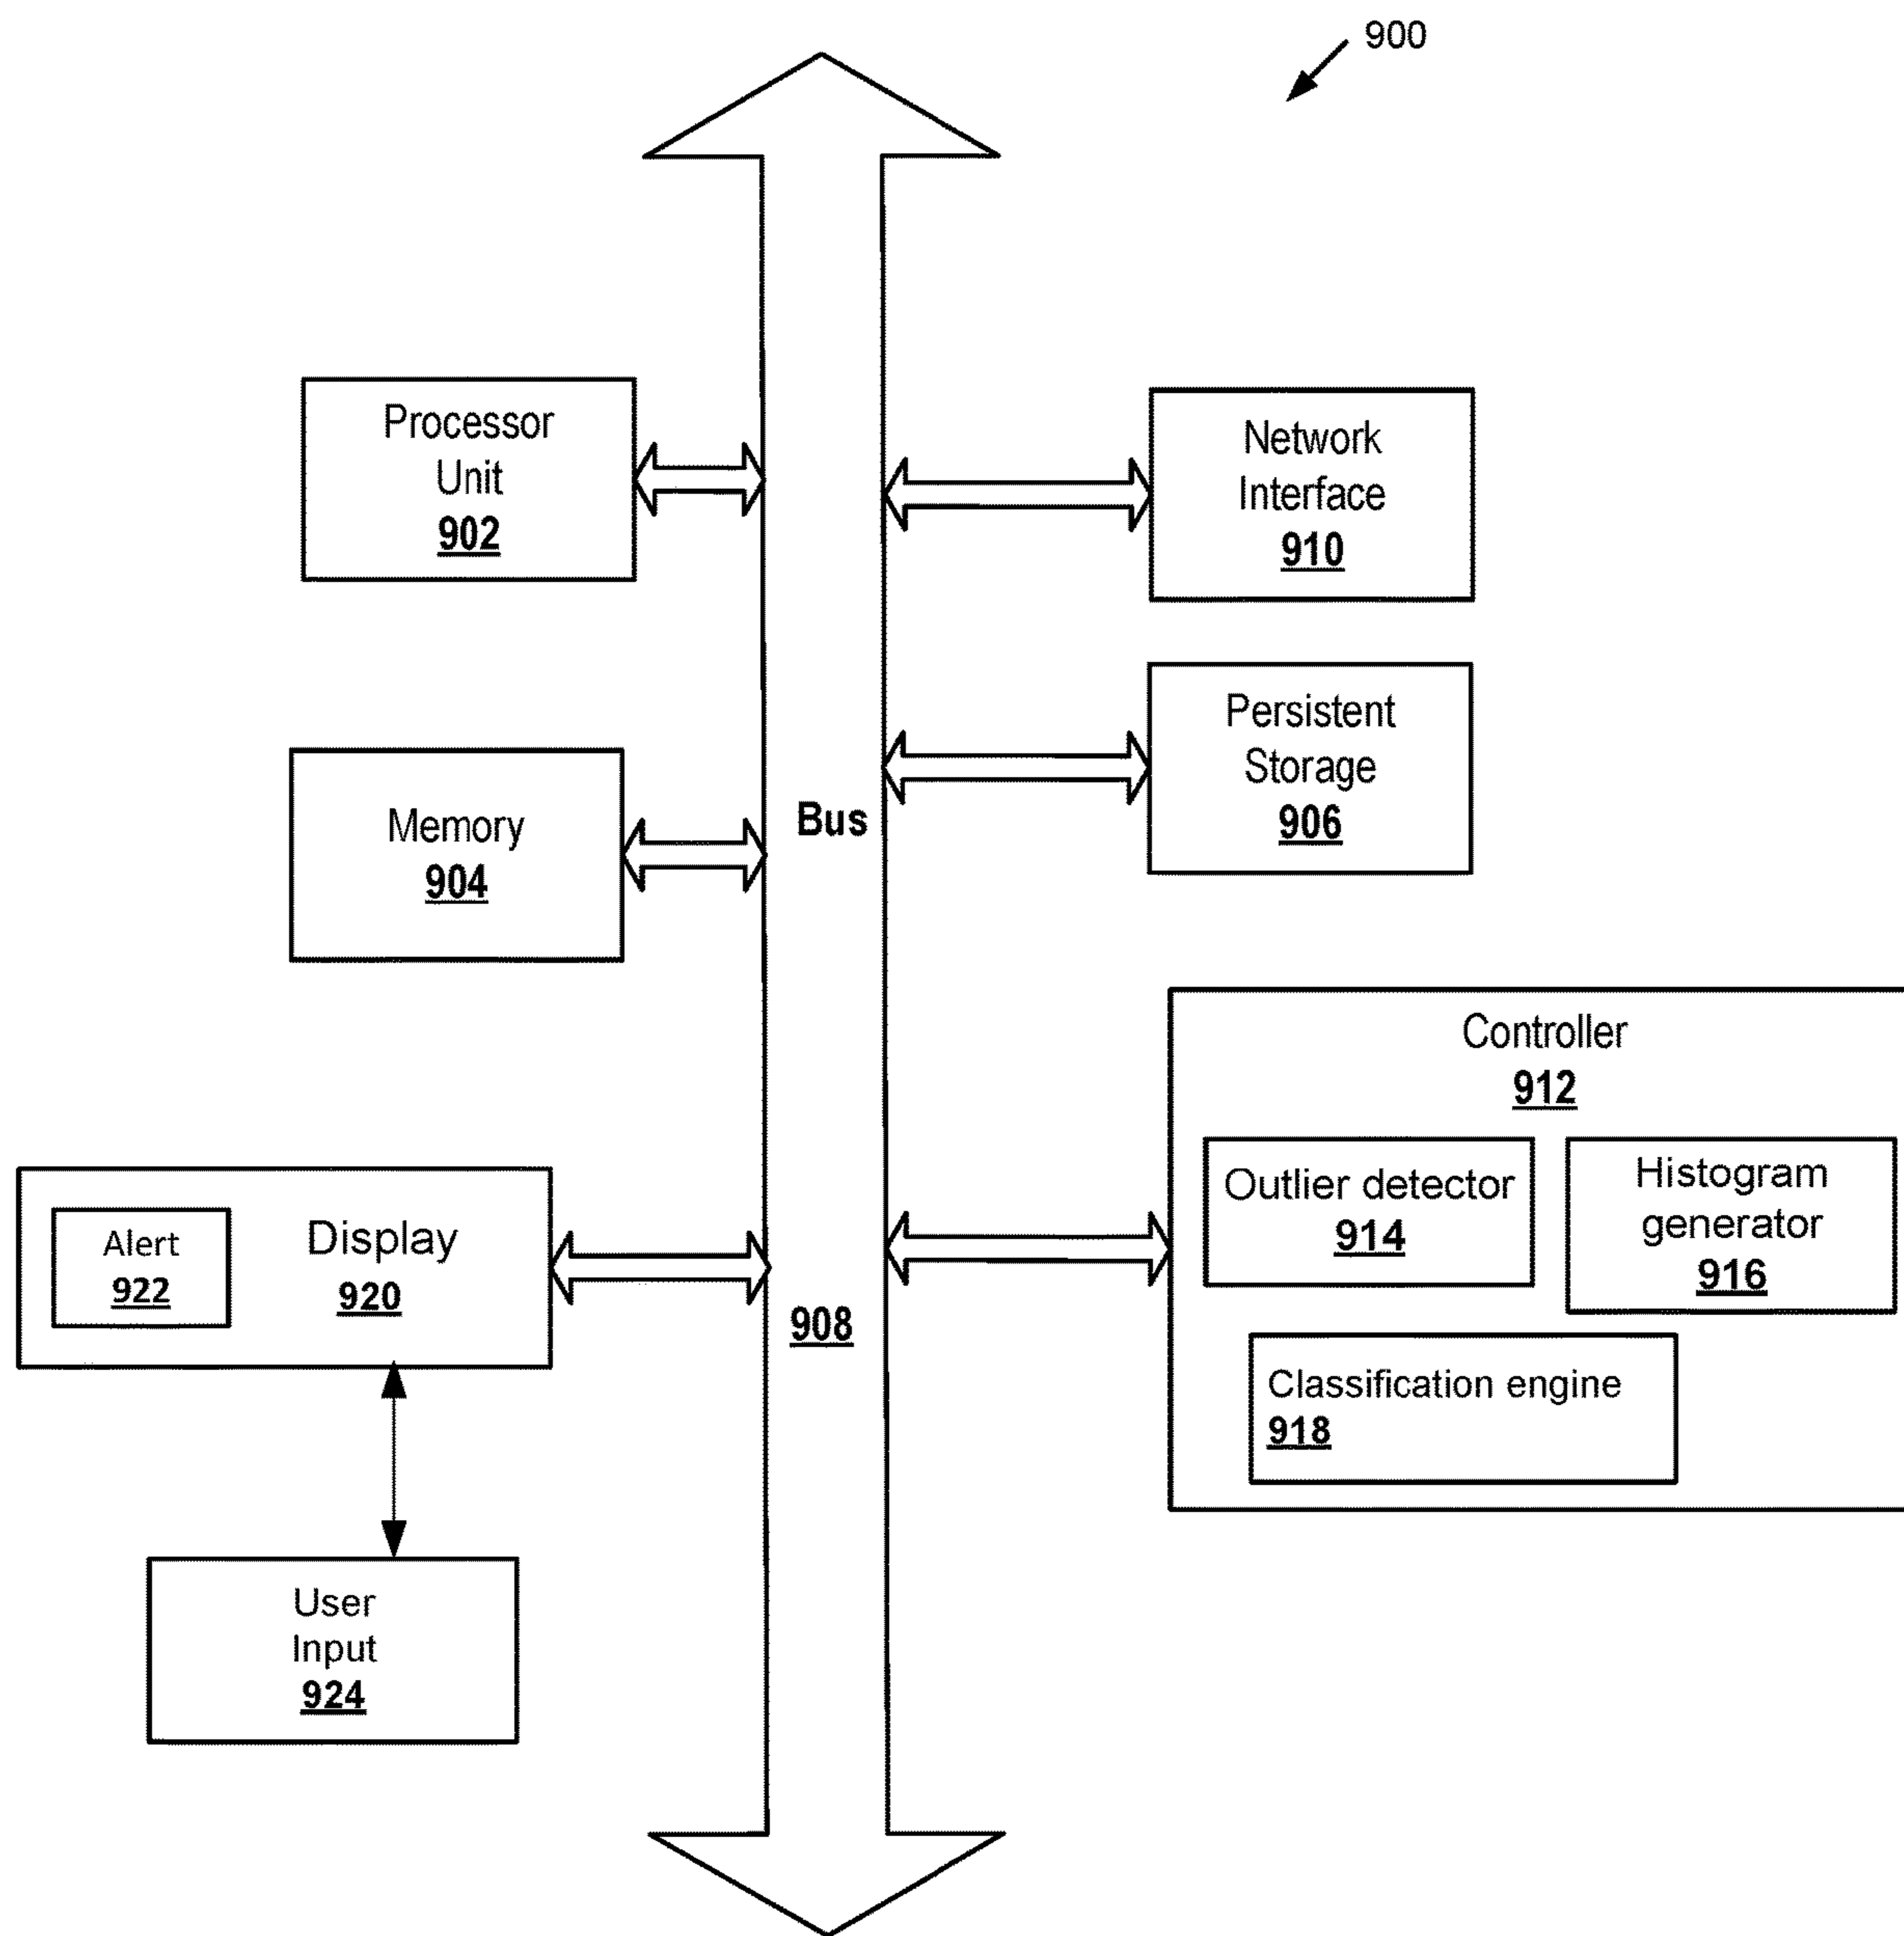 900
Processor
Unit
902
Network
Interface
910
Persistent
Storage
906
Memory
904
Bus
Controller
912
Outlier detector
914
Histogram
generator
916
Classification engine
918
Alert
922
Display
920
908
User
Input
924